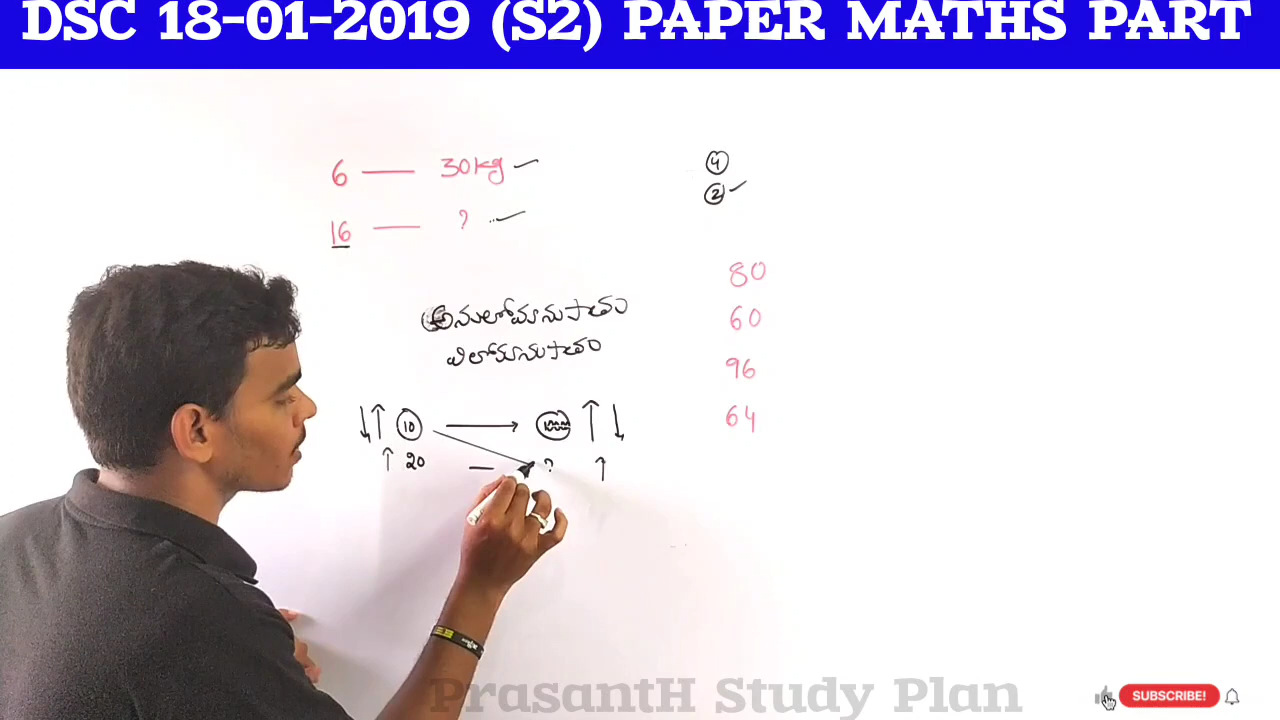 DSC 18-01-2019 (S2) PAPER MATHS PART
6 — 30kg ✓
16 — ? ✓
4
2 ✓
80
60
96
64
అనులోమానుపాతం
విలోమానుపాతం
↓↑ 10 → 1000 ↑↓
↑ 20 — ? ↑
PrasantH Study Plan
SUBSCRIBE!